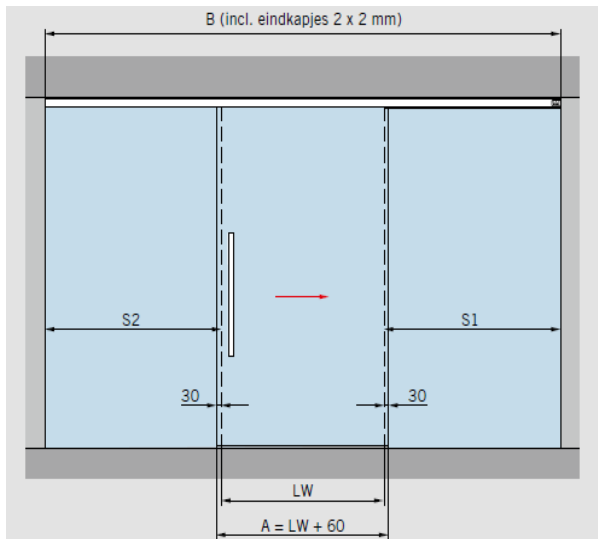 B (incl. eindkapjes 2 x 2 mm)
S2
S1
30
30
LW
A = LW + 60